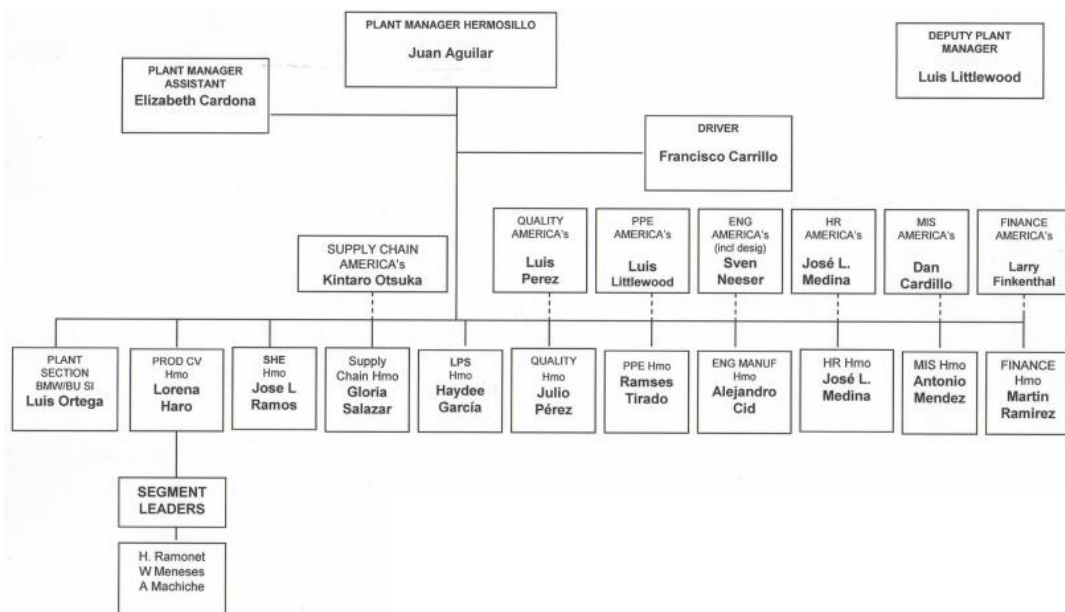 PLANT MANAGER HERMOSILLO
Juan Aguilar
DEPUTY PLANT
MANAGER
Luis Littlewood
PLANT MANAGER
ASSISTANT
Elizabeth Cardona
DRIVER
Francisco Carrillo
SUPPLY CHAIN
AMERICA's
Kintaro Otsuka
QUALITY
AMERICA's
Luis
Perez
PPE
AMERICA's
Luis
Littlewood
ENG
AMERICA's
(incl desig)
Sven
Neeser
HR
AMERICA's
José L.
Medina
MIS
AMERICA's
Dan
Cardillo
FINANCE
AMERICA's
Larry
Finkenthal
PLANT
SECTION
BMW/BU SI
Luis Ortega
PROD CV
Hmo
Lorena
Haro
SHE
Hmo
Jose L
Ramos
Supply
Chain Hmo
Gloria
Salazar
LPS
Hmo
Haydee
García
QUALITY
Hmo
Julio
Pérez
PPE Hmo
Ramses
Tirado
ENG MANUF
Hmo
Alejandro
Cid
HR Hmo
José L.
Medina
MIS Hmo
Antonio
Mendez
FINANCE
Hmo
Martin
Ramirez
SEGMENT
LEADERS
H. Ramonet
W Meneses
A Machiche